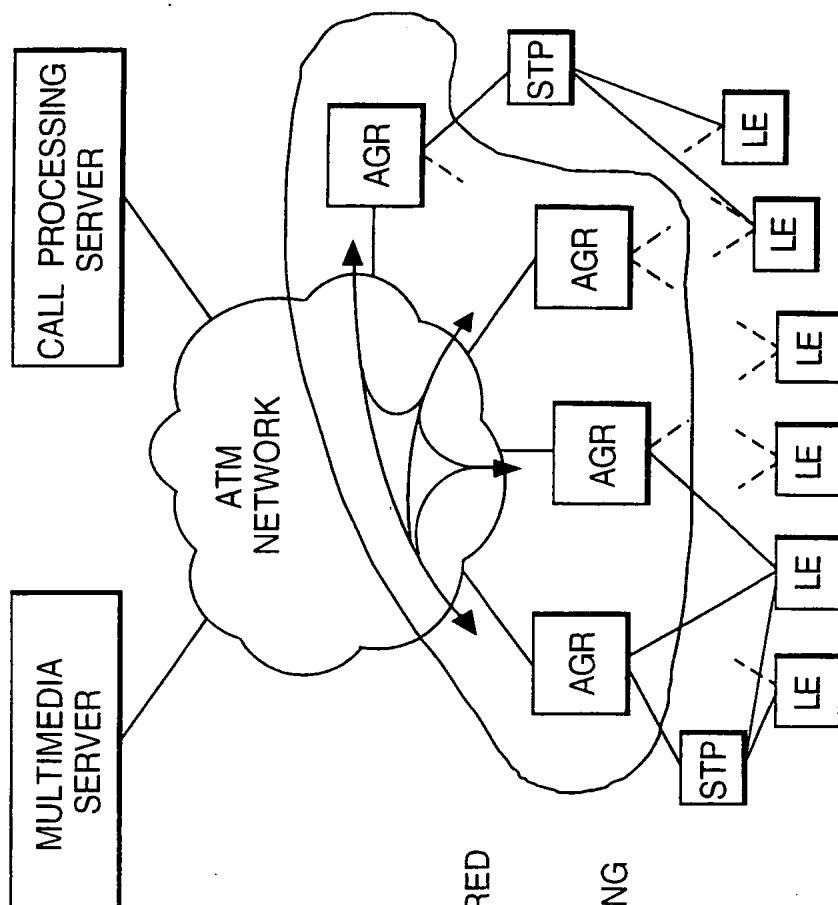 MULTIMEDIA
SERVER
CALL PROCESSING
SERVER
ATM
NETWORK
AGR
AGR
AGR
AGR
STP
STP
LE
LE
LE
LE
LE
LE
RED
NG